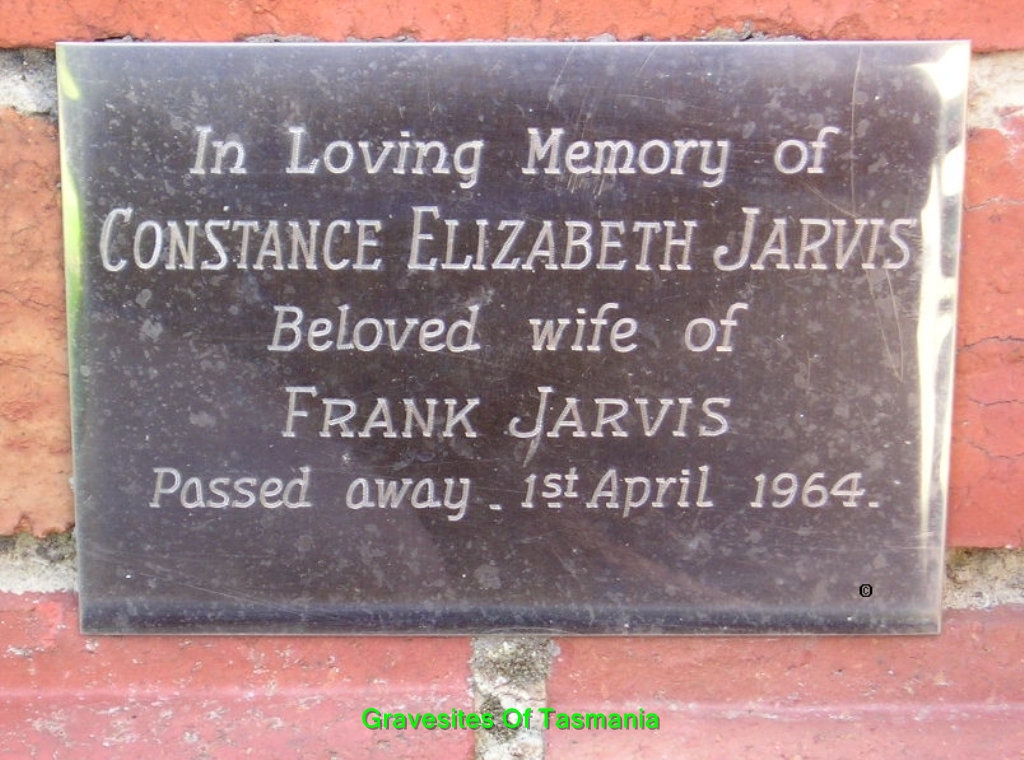 In Loving Memory of
CONSTANCE ELIZABETH JARVIS
Beloved wife of
FRANK JARVIS
Passed away - 1st April 1964.
©
Gravesites Of Tasmania